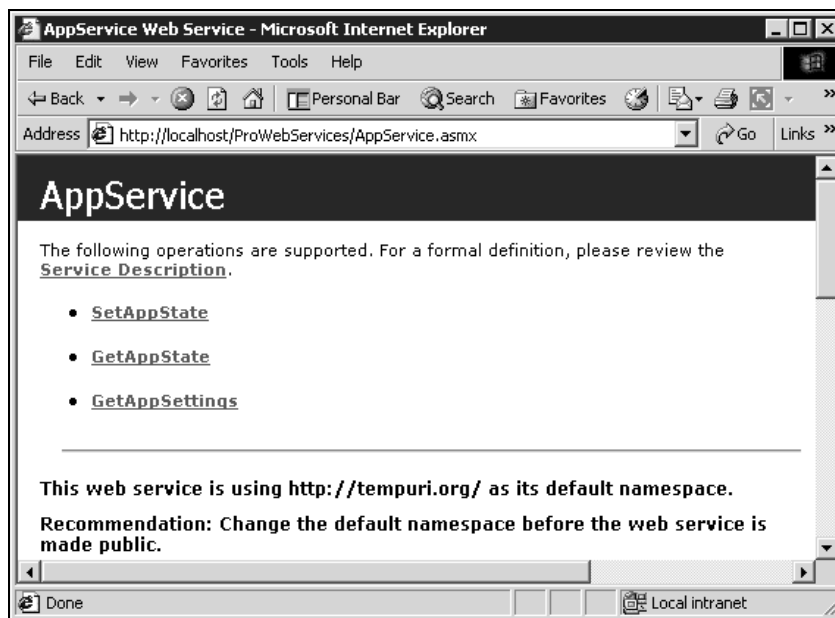 AppService Web Service - Microsoft Internet Explorer
File Edit View Favorites Tools Help
Back Personal Bar Search Favorites »
Address http://localhost/ProWebServices/AppService.asmx Go Links »
AppService
The following operations are supported. For a formal definition, please review the
Service Description.
• SetAppState
• GetAppState
• GetAppSettings
This web service is using http://tempuri.org/ as its default namespace.
Recommendation: Change the default namespace before the web service is
made public.
Done Local intranet